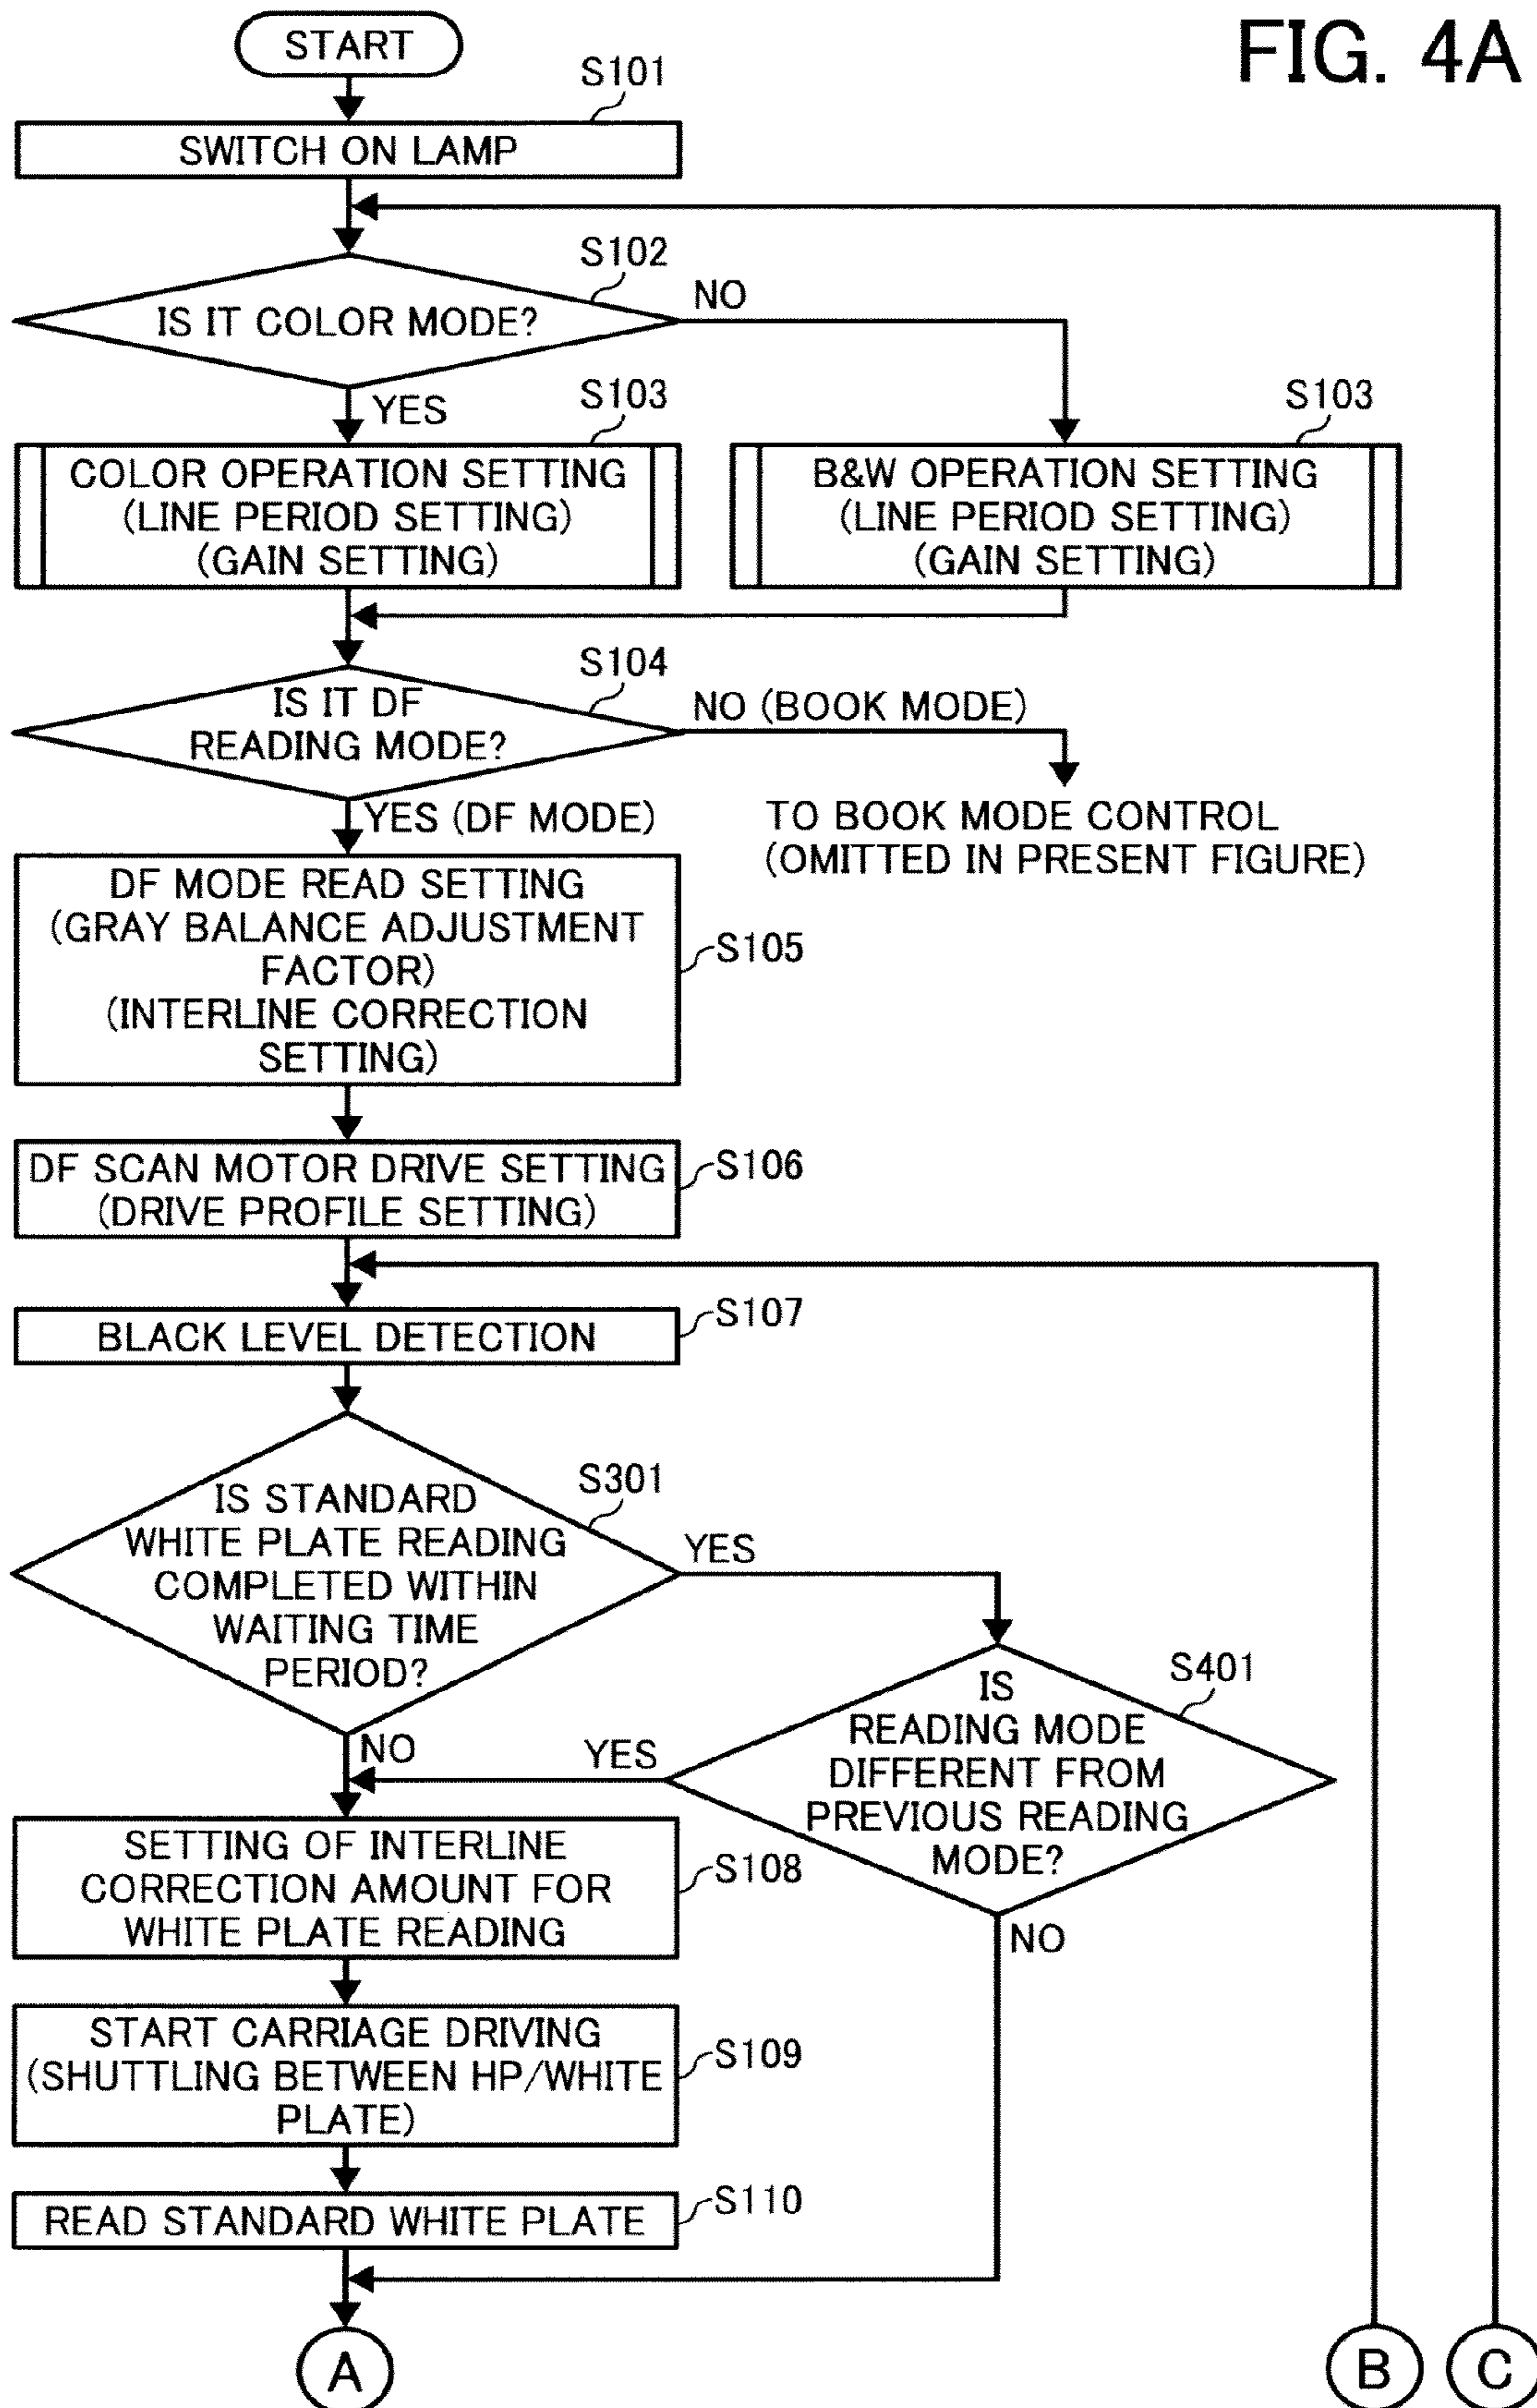 FIG. 4A
START
S101
SWITCH ON LAMP
S102
IS IT COLOR MODE?
NO
YES
S103
COLOR OPERATION SETTING
(LINE PERIOD SETTING)
(GAIN SETTING)
S103
B&W OPERATION SETTING
(LINE PERIOD SETTING)
(GAIN SETTING)
S104
IS IT DF
READING MODE?
NO (BOOK MODE)
YES (DF MODE)
TO BOOK MODE CONTROL
(OMITTED IN PRESENT FIGURE)
DF MODE READ SETTING
(GRAY BALANCE ADJUSTMENT
FACTOR)
(INTERLINE CORRECTION
SETTING)
S105
DF SCAN MOTOR DRIVE SETTING
(DRIVE PROFILE SETTING)
S106
BLACK LEVEL DETECTION
S107
S301
IS STANDARD
WHITE PLATE READING
COMPLETED WITHIN
WAITING TIME
PERIOD?
YES
NO
S401
IS
READING MODE
DIFFERENT FROM
PREVIOUS READING
MODE?
YES
NO
SETTING OF INTERLINE
CORRECTION AMOUNT FOR
WHITE PLATE READING
S108
START CARRIAGE DRIVING
(SHUTTLING BETWEEN HP/WHITE
PLATE)
S109
READ STANDARD WHITE PLATE
S110
A
B
C